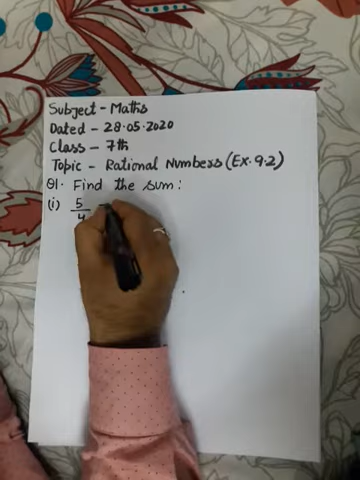 Subject - Maths
Dated - 28.05.2020
Class - 7th
Topic - Rational Numbers (Ex.9.2)
Q1. Find the sum:
(i) 5/4